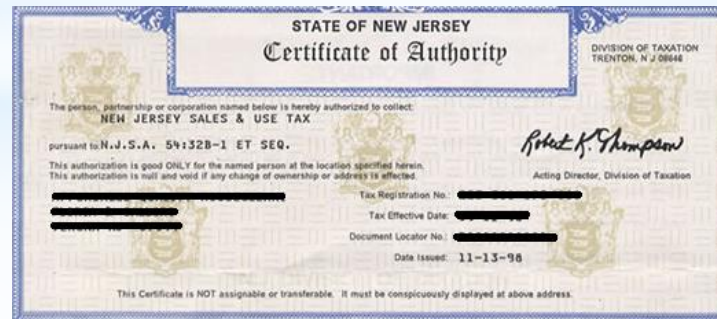 STATE OF NEW JERSEY
Certificate of Authority
DIVISION OF TAXATION
TRENTON, N J 08646
The person, partnership or corporation named below is hereby authorized to collect:
NEW JERSEY SALES & USE TAX
pursuant to N.J.S.A. 54:32B-1 ET SEQ.
This authorization is good ONLY for the named person at the location specified herein.
This authorization is null and void if any change of ownership or address is effected.
Robert K. Thompson
Acting Director, Division of Taxation
Tax Registration No.:
Tax Effective Date:
Document Locator No.:
Date Issued: 11-13-98
This Certificate is NOT assignable or transferable. It must be conspicuously displayed at above address.